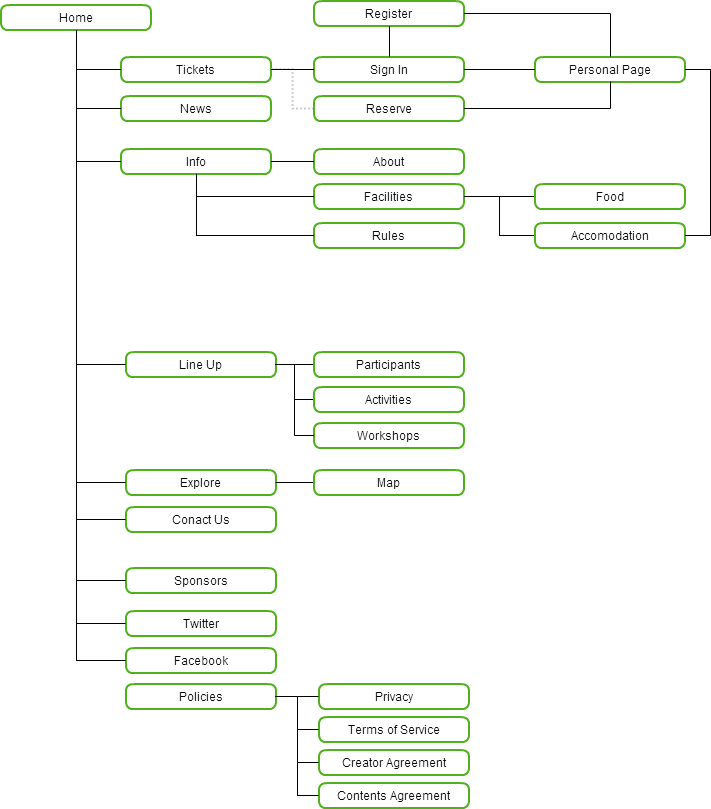 Home
Register
Tickets
Sign In
Personal Page
News
Reserve
Info
About
Facilities
Food
Rules
Accomodation
Line Up
Participants
Activities
Workshops
Explore
Map
Conact Us
Sponsors
Twitter
Facebook
Policies
Privacy
Terms of Service
Creator Agreement
Contents Agreement